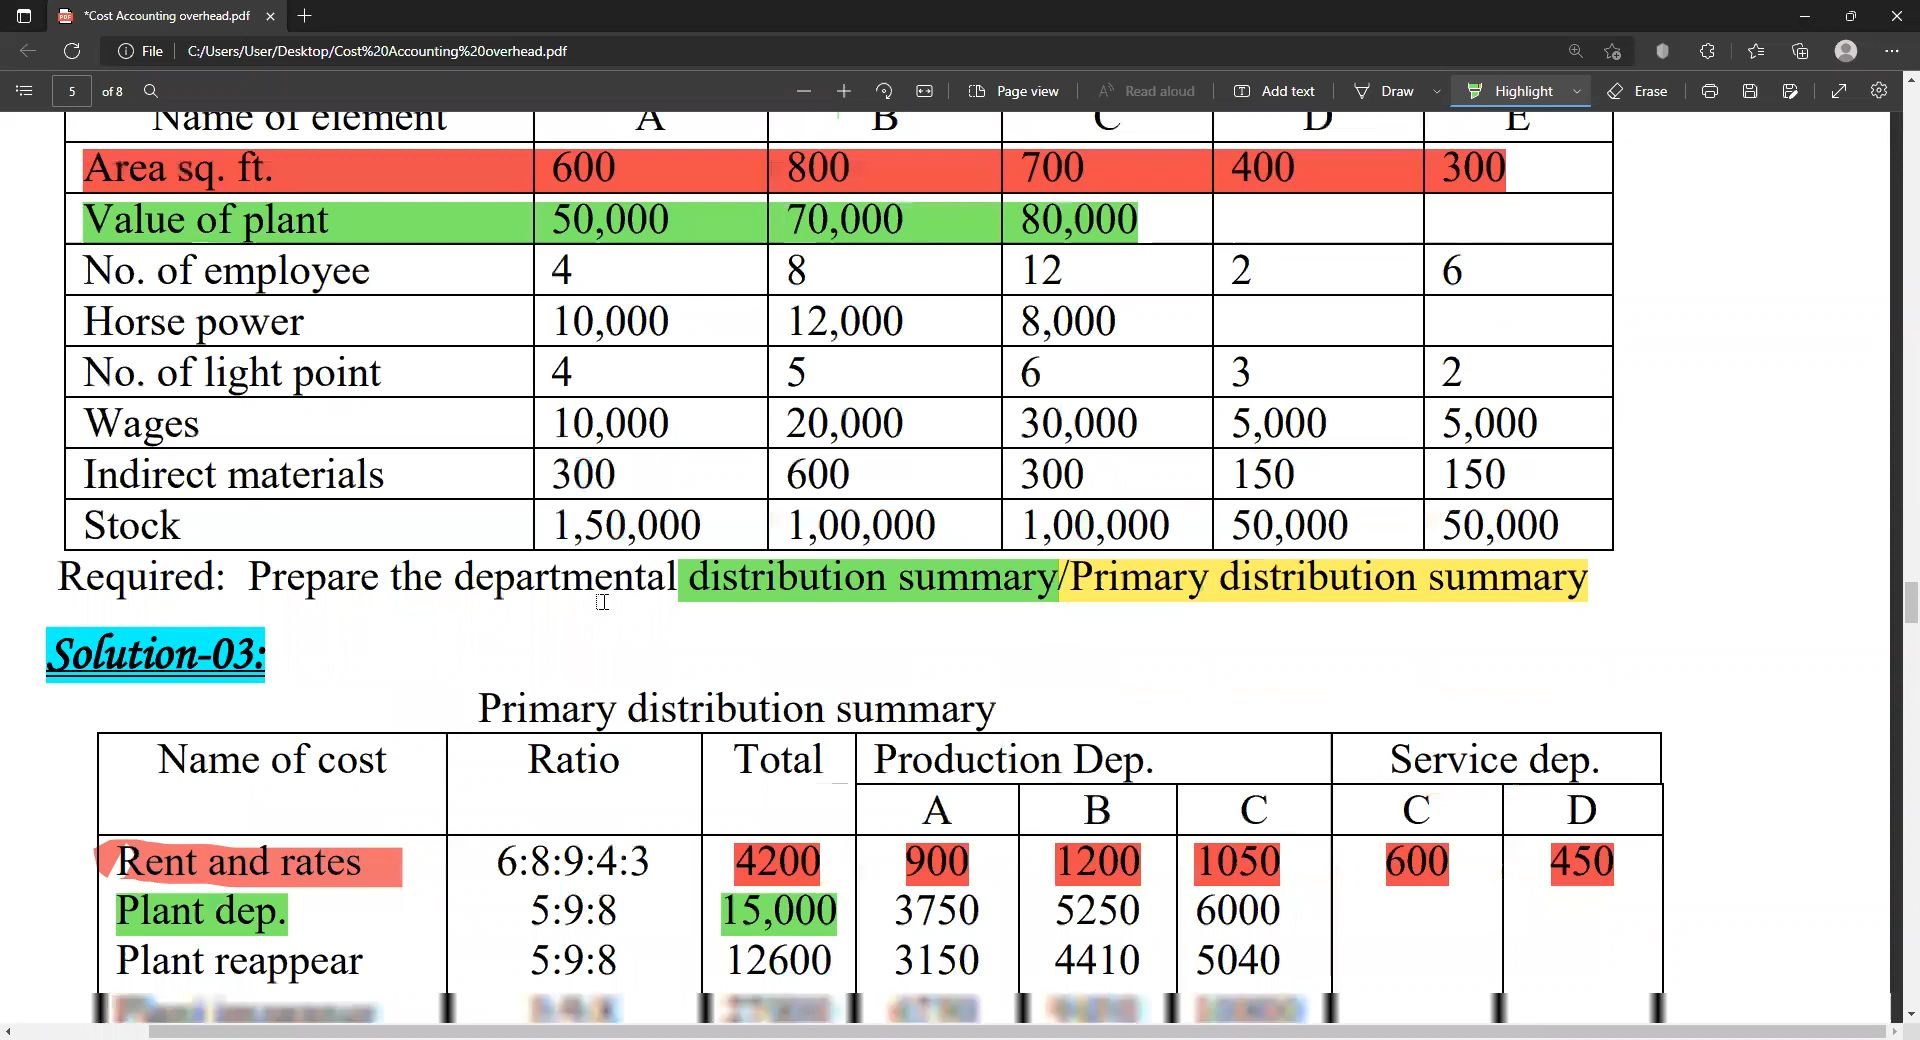 *Cost Accounting overhead.pdf
File C:/Users/User/Desktop/Cost%20Accounting%20overhead.pdf
5 of 8 Page view Read aloud Add text Draw Highlight Erase
Name of element A B C D E
Area sq. ft. 600 800 700 400 300
Value of plant 50,000 70,000 80,000
No. of employee 4 8 12 2 6
Horse power 10,000 12,000 8,000
No. of light point 4 5 6 3 2
Wages 10,000 20,000 30,000 5,000 5,000
Indirect materials 300 600 300 150 150
Stock 1,50,000 1,00,000 1,00,000 50,000 50,000
Required: Prepare the departmental distribution summary/Primary distribution summary
Solution-03:
Primary distribution summary
Name of cost Ratio Total Production Dep. Service dep.
A B C C D
Rent and rates 6:8:9:4:3 4200 900 1200 1050 600 450
Plant dep. 5:9:8 15,000 3750 5250 6000
Plant reappear 5:9:8 12600 3150 4410 5040